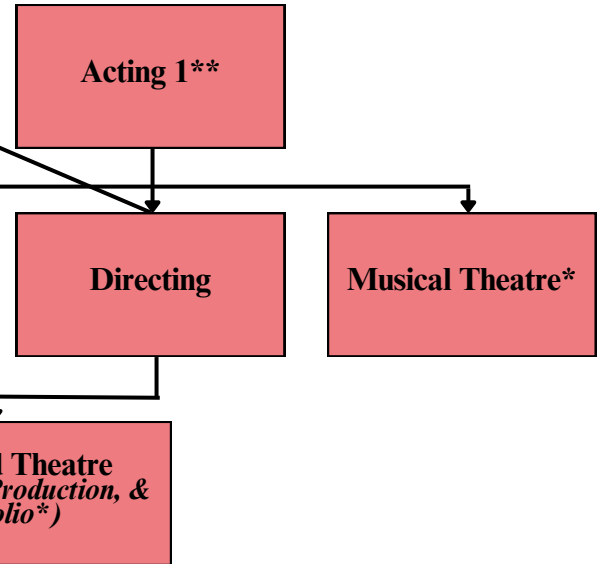 Acting 1**
Directing
Musical Theatre*
Theatre
Production, &
olio*)